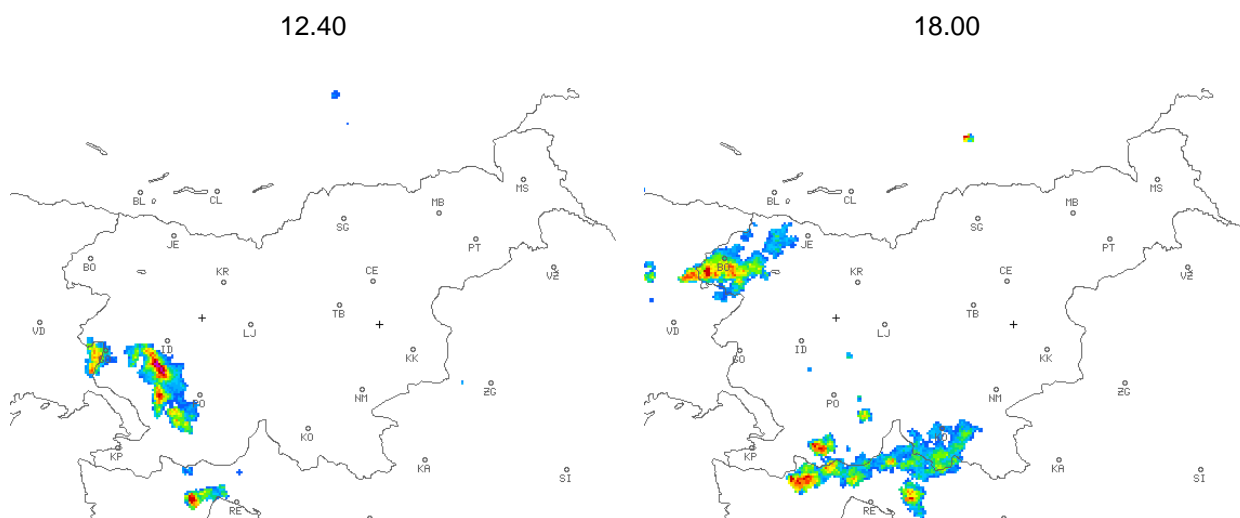 12.40
18.00
BL
CL
MS
MB
SG
JE
PT
BO
KR
CE
VŽ
TB
VD
LJ
ID
KK
PO
NM
ZG
KO
KP
KA
SI
RE
BL
CL
MS
MB
SG
JE
PT
BO
KR
CE
VŽ
TB
VD
LJ
ID
GO
KK
PO
NM
ZG
KP
KA
SI
RE